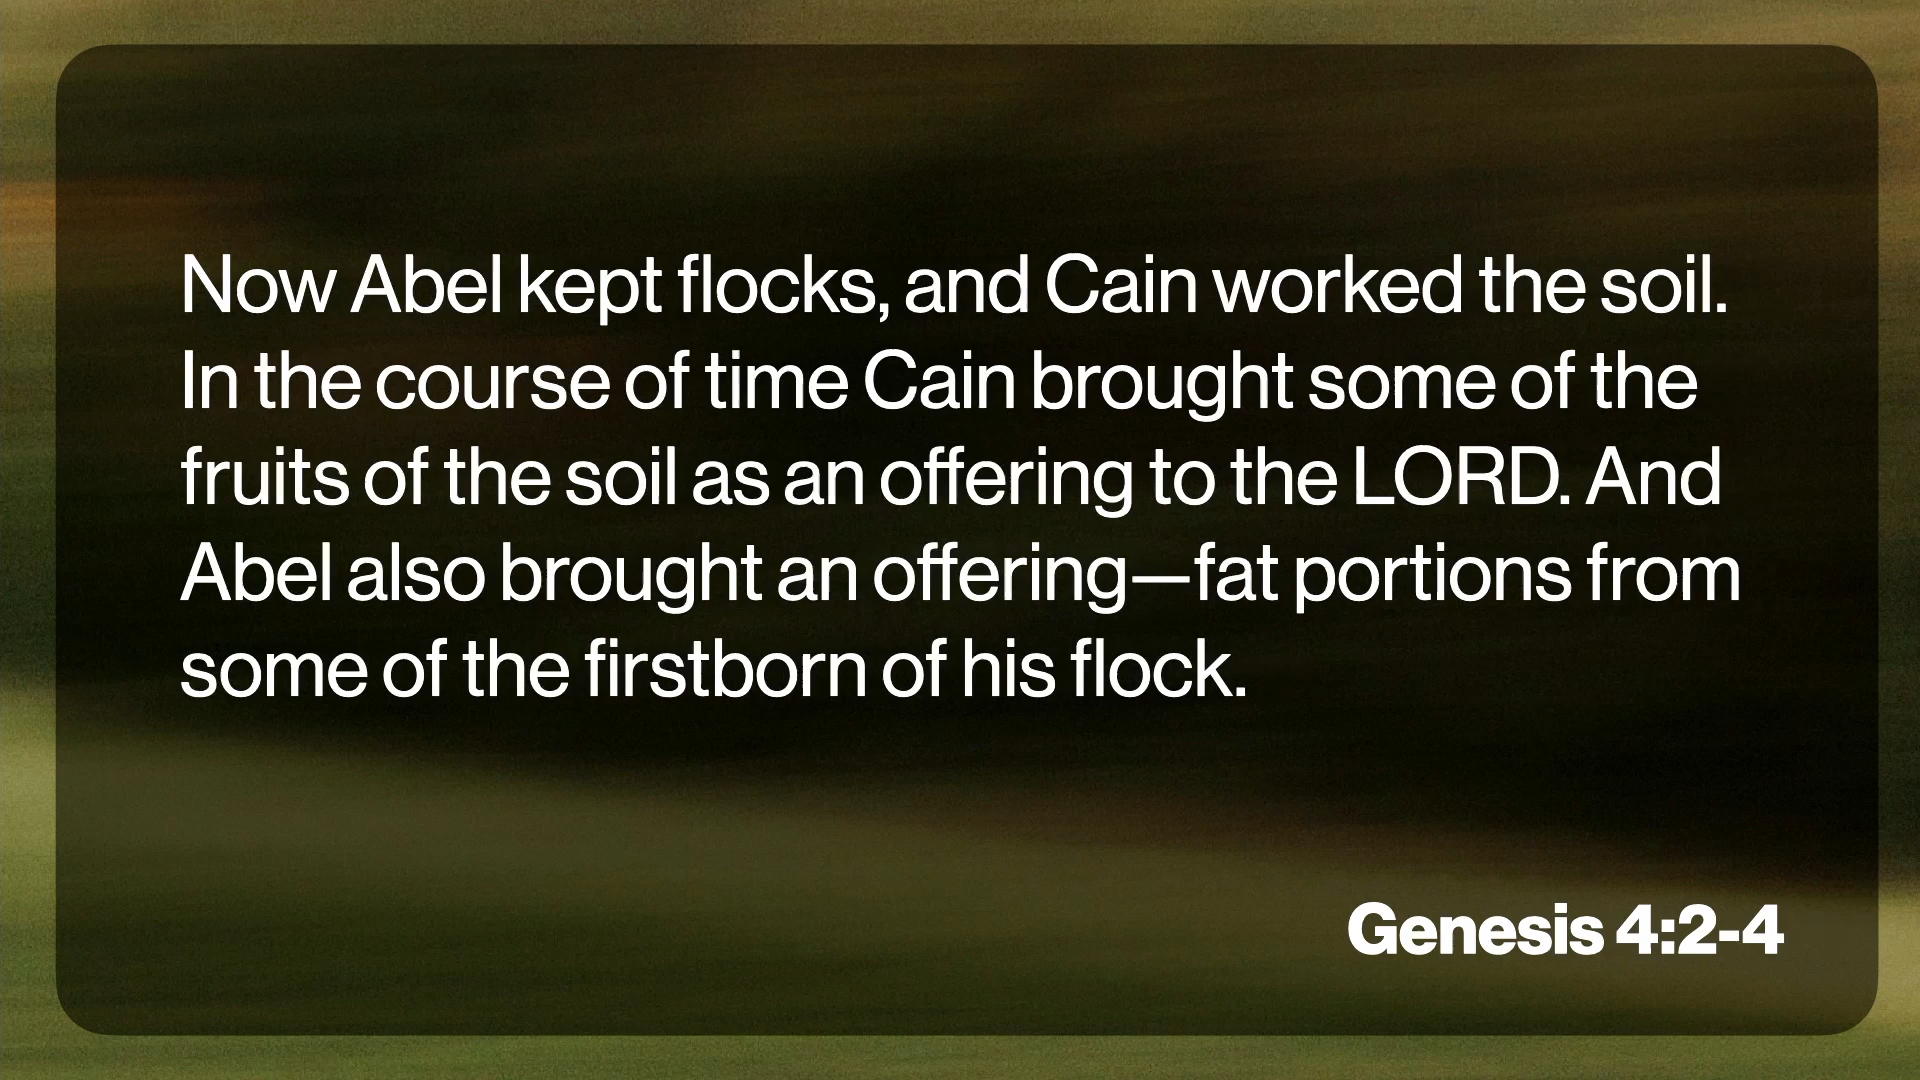 Now Abel kept flocks, and Cain worked the soil.
In the course of time Cain brought some of the
fruits of the soil as an offering to the LORD. And
Abel also brought an offering—fat portions from
some of the firstborn of his flock.
Genesis 4:2-4